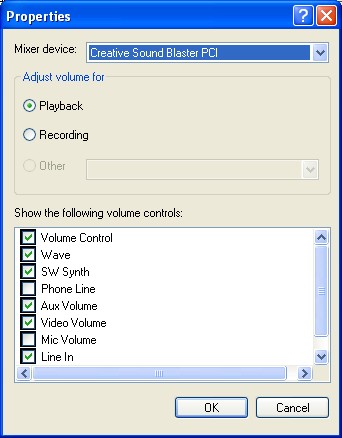 Properties
Mixer device: Creative Sound Blaster PCI
Adjust volume for
Playback
Recording
Other
Show the following volume controls:
Volume Control
Wave
SW Synth
Phone Line
Aux Volume
Video Volume
Mic Volume
Line In
OK Cancel